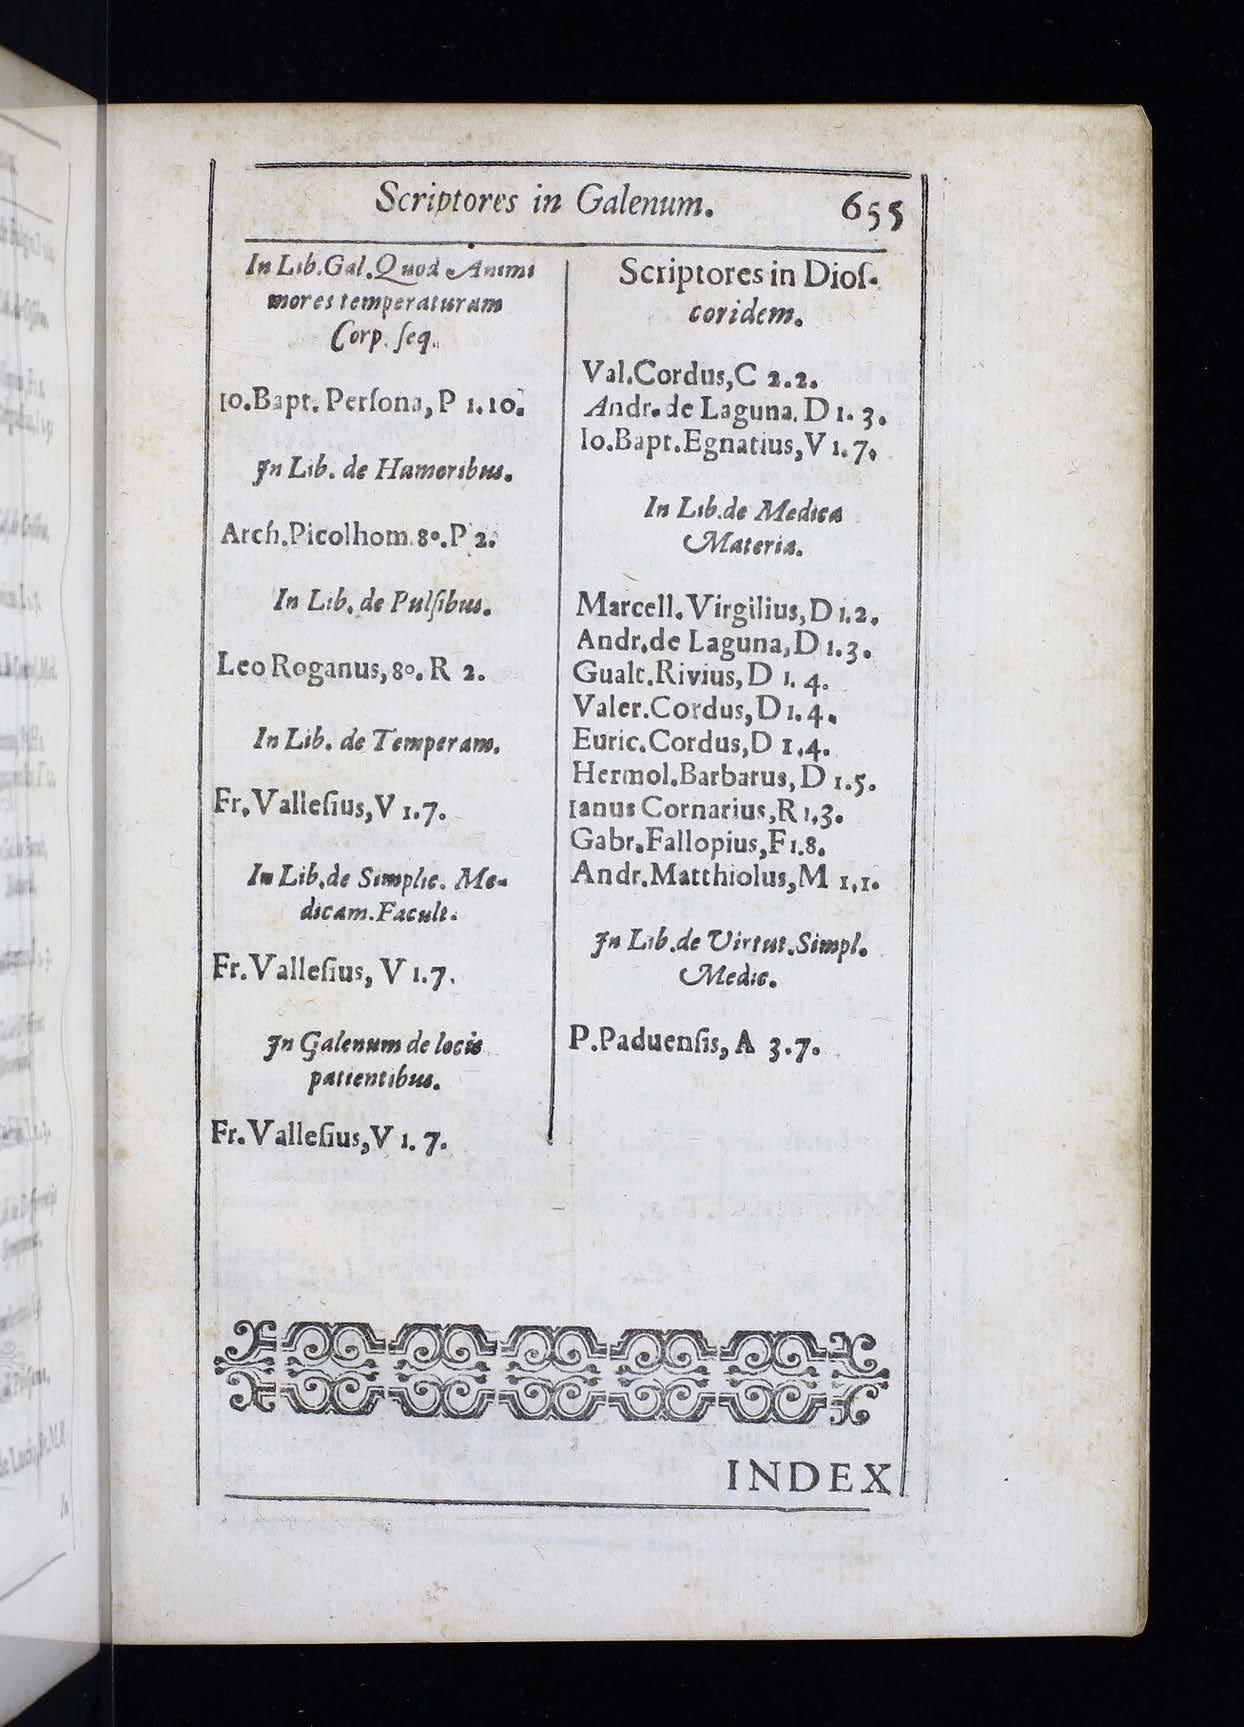 Scriptores in Galenum. 655
In Lib.Gal.Quod Animi
mores temperaturam
Corp. ſeq.
Io.Bapt. Perſona, P 1.10.
In Lib. de Humoribus.
Arch.Picolhom.8°.P 2.
In Lib. de Pulſibus.
Leo Roganus, 8°. R 2.
In Lib. de Temperam.
Fr.Valleſius, V 1.7.
In Lib.de Simplic. Me-
dicam.Facult.
Fr.Valleſius, V 1.7.
In Galenum de locis
patientibus.
Fr.Valleſius, V 1. 7.
Scriptores in Dioſ-
coridem.
Val.Cordus, C 2.2.
Andr. de Laguna. D 1. 3.
Io.Bapt.Egnatius, V 1.7.
In Lib.de Medica
Materia.
Marcell. Virgilius, D 1.2.
Andr.de Laguna, D 1.3.
Gualt.Rivius, D 1. 4.
Valer.Cordus, D 1.4.
Euric.Cordus, D 1.4.
Hermol.Barbarus, D 1.5.
Ianus Cornarius, R 1.3.
Gabr.Fallopius, F 1.8.
Andr.Matthiolus, M 1.1.
In Lib.de Virtut.Simpl.
Medic.
P.Paduenſis, A 3.7.
INDEX